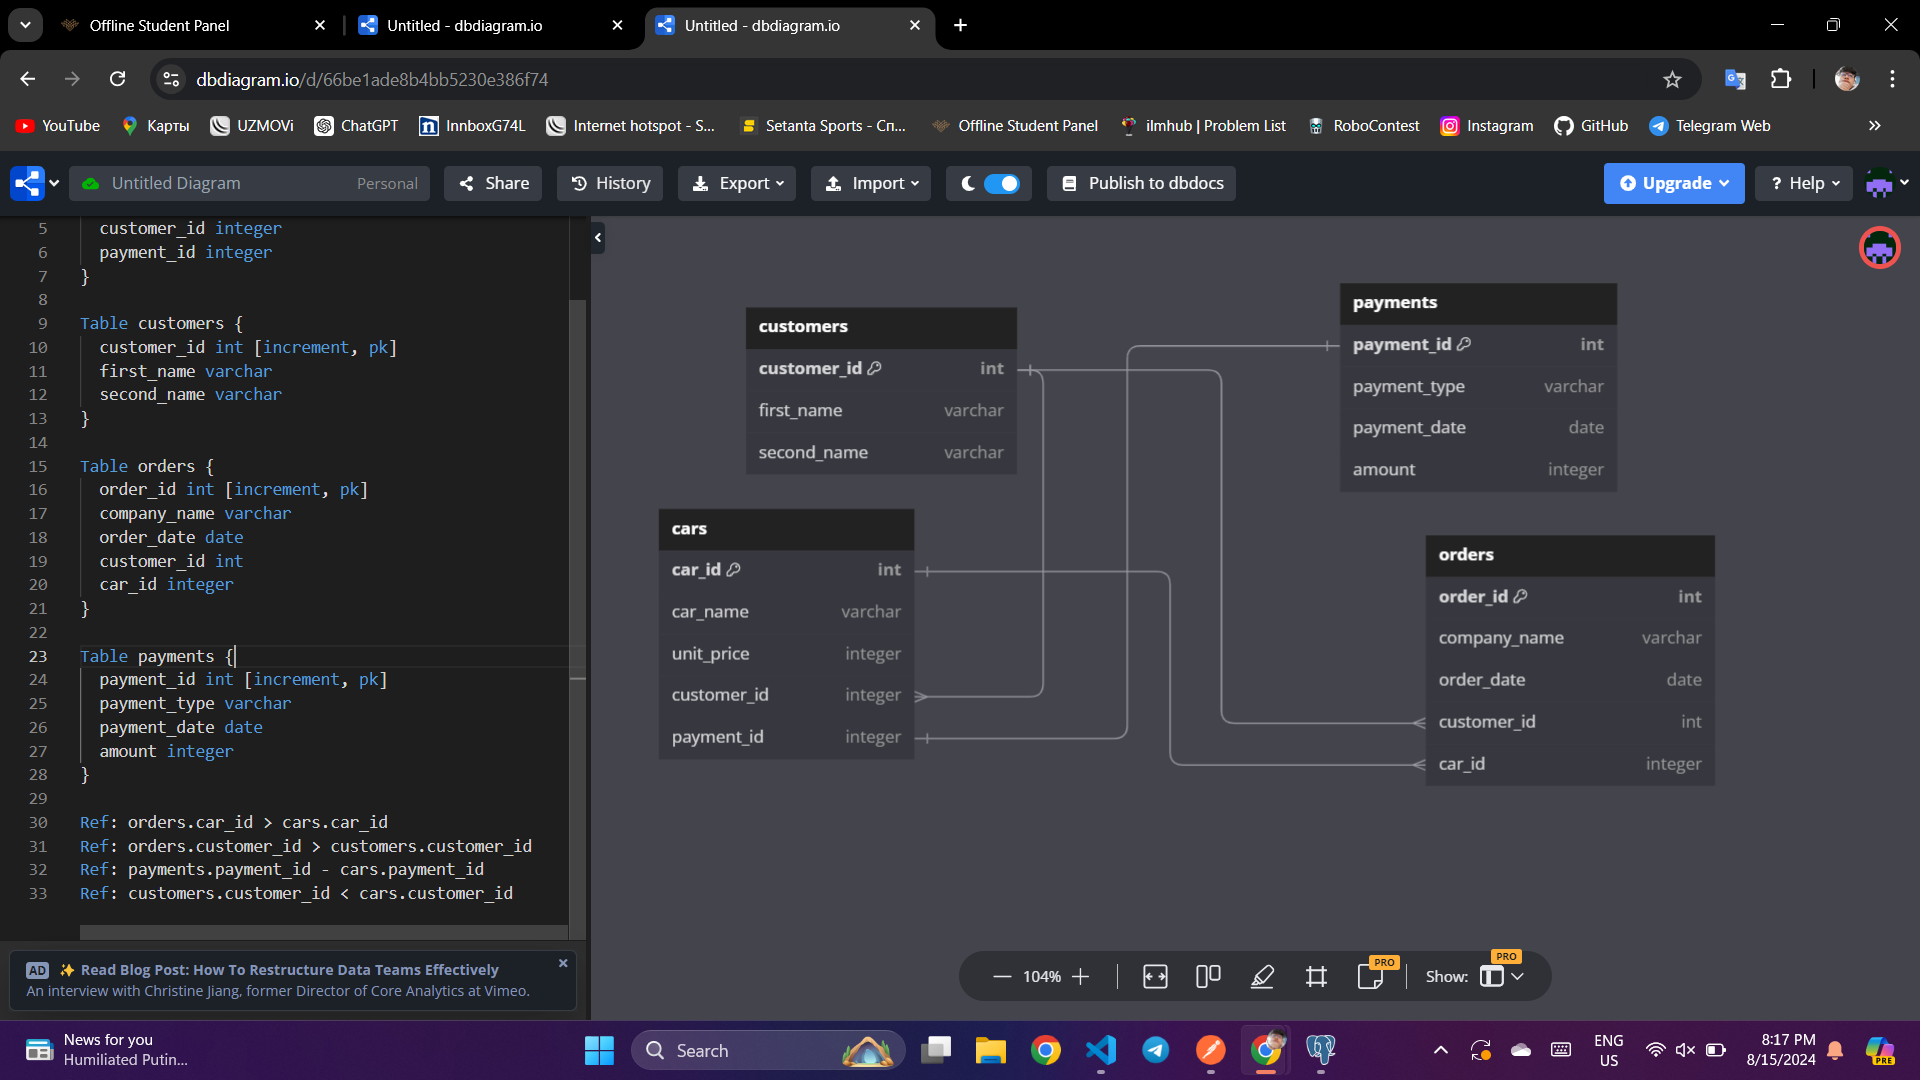 Offline Student Panel
Untitled - dbdiagram.io
Untitled - dbdiagram.io
dbdiagram.io/d/66be1ade8b4bb5230e386f74
YouTube
Карты
UZMOVi
ChatGPT
InnboxG74L
Internet hotspot - S...
Setanta Sports - Сп...
Offline Student Panel
ilmhub | Problem List
RoboContest
Instagram
GitHub
Telegram Web
Untitled Diagram Personal
Share
History
Export
Import
Publish to dbdocs
Upgrade
? Help
5 customer_id integer
6 payment_id integer
7 }
8
9 Table customers {
10 customer_id int [increment, pk]
11 first_name varchar
12 second_name varchar
13 }
14
15 Table orders {
16 order_id int [increment, pk]
17 company_name varchar
18 order_date date
19 customer_id int
20 car_id integer
21 }
22
23 Table payments {
24 payment_id int [increment, pk]
25 payment_type varchar
26 payment_date date
27 amount integer
28 }
29
30 Ref: orders.car_id > cars.car_id
31 Ref: orders.customer_id > customers.customer_id
32 Ref: payments.payment_id - cars.payment_id
33 Ref: customers.customer_id < cars.customer_id
AD ✨ Read Blog Post: How To Restructure Data Teams Effectively
An interview with Christine Jiang, former Director of Core Analytics at Vimeo.
customers
customer_id int
first_name varchar
second_name varchar
cars
car_id int
car_name varchar
unit_price integer
customer_id integer
payment_id integer
payments
payment_id int
payment_type varchar
payment_date date
amount integer
orders
order_id int
company_name varchar
order_date date
customer_id int
car_id integer
104%
PRO
Show:
PRO
News for you
Humiliated Putin...
Search
ENG
US
8:17 PM
8/15/2024
PRE